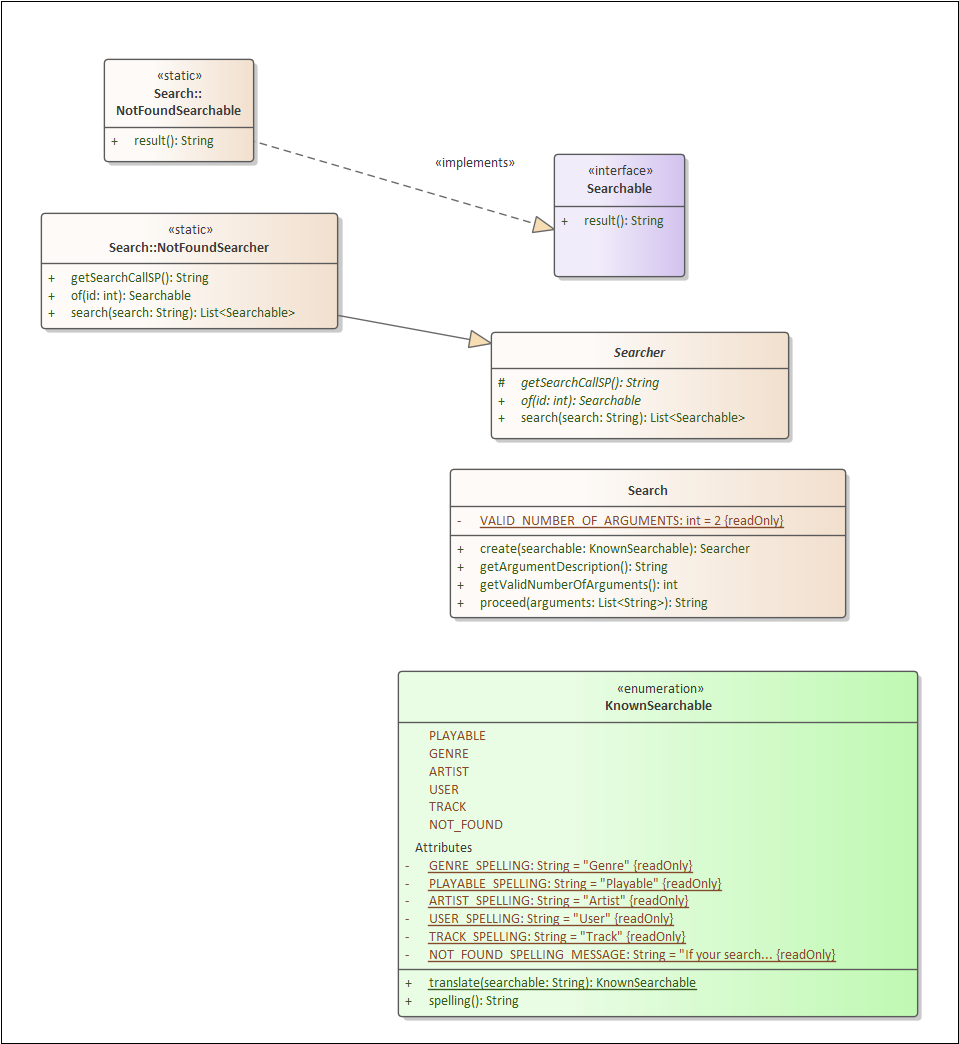 «static»
Search::
NotFoundSearchable
+ result(): String
«implements»
«interface»
Searchable
+ result(): String
«static»
Search::NotFoundSearcher
+ getSearchCallSP(): String
+ of(id: int): Searchable
+ search(search: String): List<Searchable>
Searcher
# getSearchCallSP(): String
+ of(id: int): Searchable
+ search(search: String): List<Searchable>
Search
- VALID_NUMBER_OF_ARGUMENTS: int = 2 {readOnly}
+ create(searchable: KnownSearchable): Searcher
+ getArgumentDescription(): String
+ getValidNumberOfArguments(): int
+ proceed(arguments: List<String>): String
«enumeration»
KnownSearchable
PLAYABLE
GENRE
ARTIST
USER
TRACK
NOT_FOUND
Attributes
- GENRE_SPELLING: String = "Genre" {readOnly}
- PLAYABLE_SPELLING: String = "Playable" {readOnly}
- ARTIST_SPELLING: String = "Artist" {readOnly}
- USER_SPELLING: String = "User" {readOnly}
- TRACK_SPELLING: String = "Track" {readOnly}
- NOT_FOUND_SPELLING_MESSAGE: String = "If your search... {readOnly}
+ translate(searchable: String): KnownSearchable
+ spelling(): String